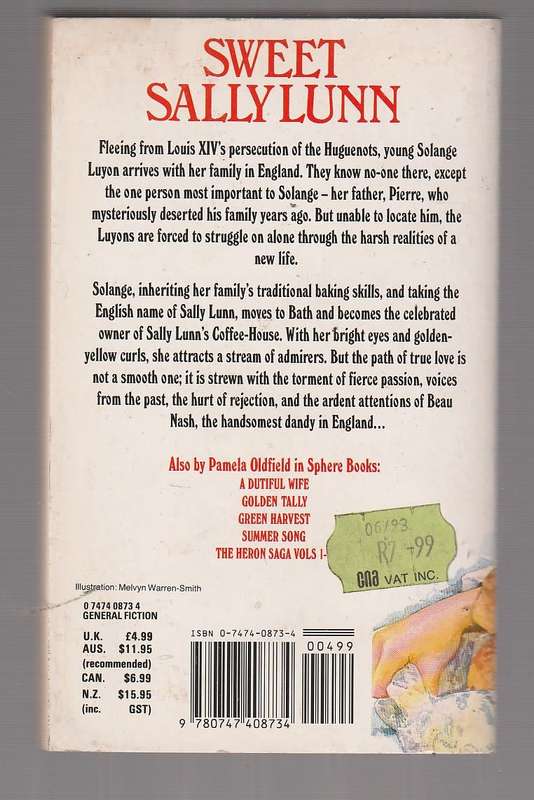 SWEET
SALLY LUNN
Fleeing from Louis XIV's persecution of the Huguenots, young Solange
Luyon arrives with her family in England. They know no-one there, except
the one person most important to Solange – her father, Pierre, who
mysteriously deserted his family years ago. But unable to locate him, the
Luyons are forced to struggle on alone through the harsh realities of a
new life.
Solange, inheriting her family's traditional baking skills, and taking the
English name of Sally Lunn, moves to Bath and becomes the celebrated
owner of Sally Lunn's Coffee-House. With her bright eyes and golden-
yellow curls, she attracts a stream of admirers. But the path of true love is
not a smooth one; it is strewn with the torment of fierce passion, voices
from the past, the hurt of rejection, and the ardent attentions of Beau
Nash, the handsomest dandy in England...
Also by Pamela Oldfield in Sphere Books:
A DUTIFUL WIFE
GOLDEN TALLY
GREEN HARVEST
SUMMER SONG
THE HERON SAGA VOLS 1-
06/93
R7-99
cna VAT INC.
Illustration: Melvyn Warren-Smith
0 7474 0873 4
GENERAL FICTION
U.K. £4.99
AUS. $11.95
(recommended)
CAN. $6.99
N.Z. $15.95
(inc. GST)
ISBN 0-7474-0873-4
00499
9 780747 408734